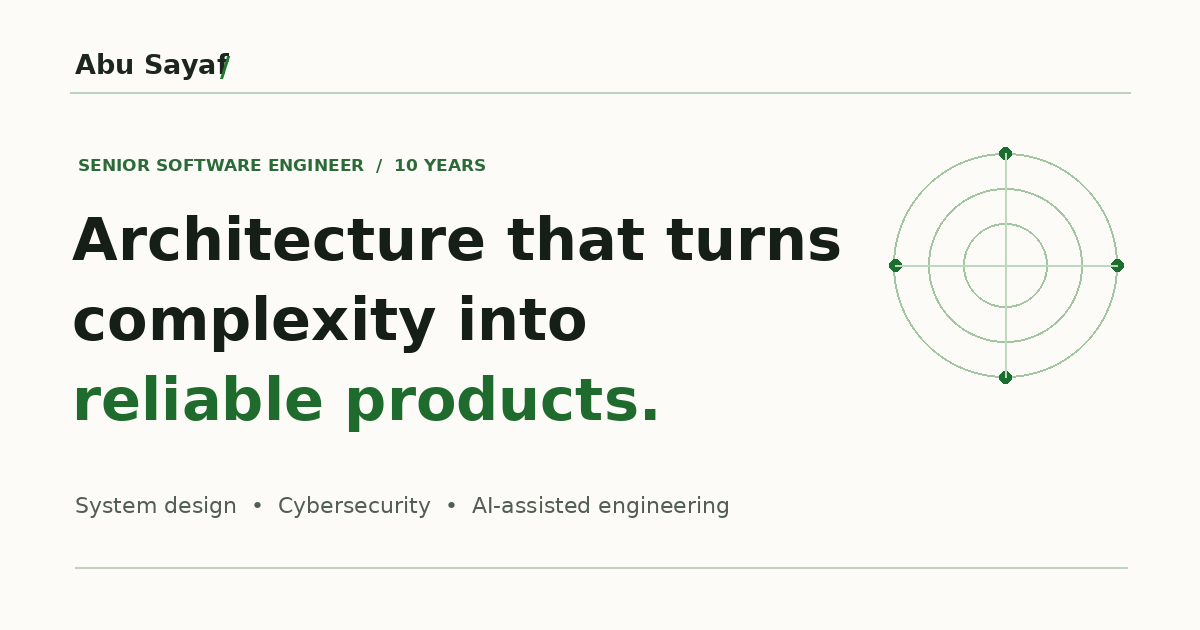 Abu Sayaf/
SENIOR SOFTWARE ENGINEER / 10 YEARS
Architecture that turns
complexity into
reliable products.
System design • Cybersecurity • AI-assisted engineering